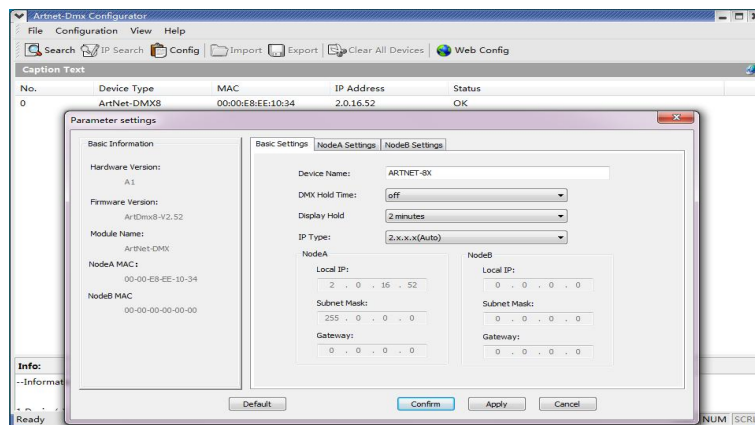 Artnet-Dmx Configurator
File Configuration View Help
Search IP Search Config Import Export Clear All Devices Web Config
Caption Text
No. Device Type MAC IP Address Status
0 ArtNet-DMX8 00:00:E8:EE:10:34 2.0.16.52 OK
Parameter settings
Basic Information
Hardware Version:
A1
Firmware Version:
ArtDmx8-V2.52
Module Name:
ArtNet-DMX
NodeA MAC:
00-00-E8-EE-10-34
NodeB MAC
00-00-00-00-00-00
Basic Settings NodeA Settings NodeB Settings
Device Name: ARTNET-8X
DMX Hold Time: off
Display Hold 2 minutes
IP Type: 2.x.x.x(Auto)
NodeA
Local IP:
2 . 0 . 16 . 52
Subnet Mask:
255 . 0 . 0 . 0
Gateway:
0 . 0 . 0 . 0
NodeB
Local IP:
0 . 0 . 0 . 0
Subnet Mask:
0 . 0 . 0 . 0
Gateway:
0 . 0 . 0 . 0
Default Confirm Apply Cancel
Info:
--Informat
Ready NUM SCRL